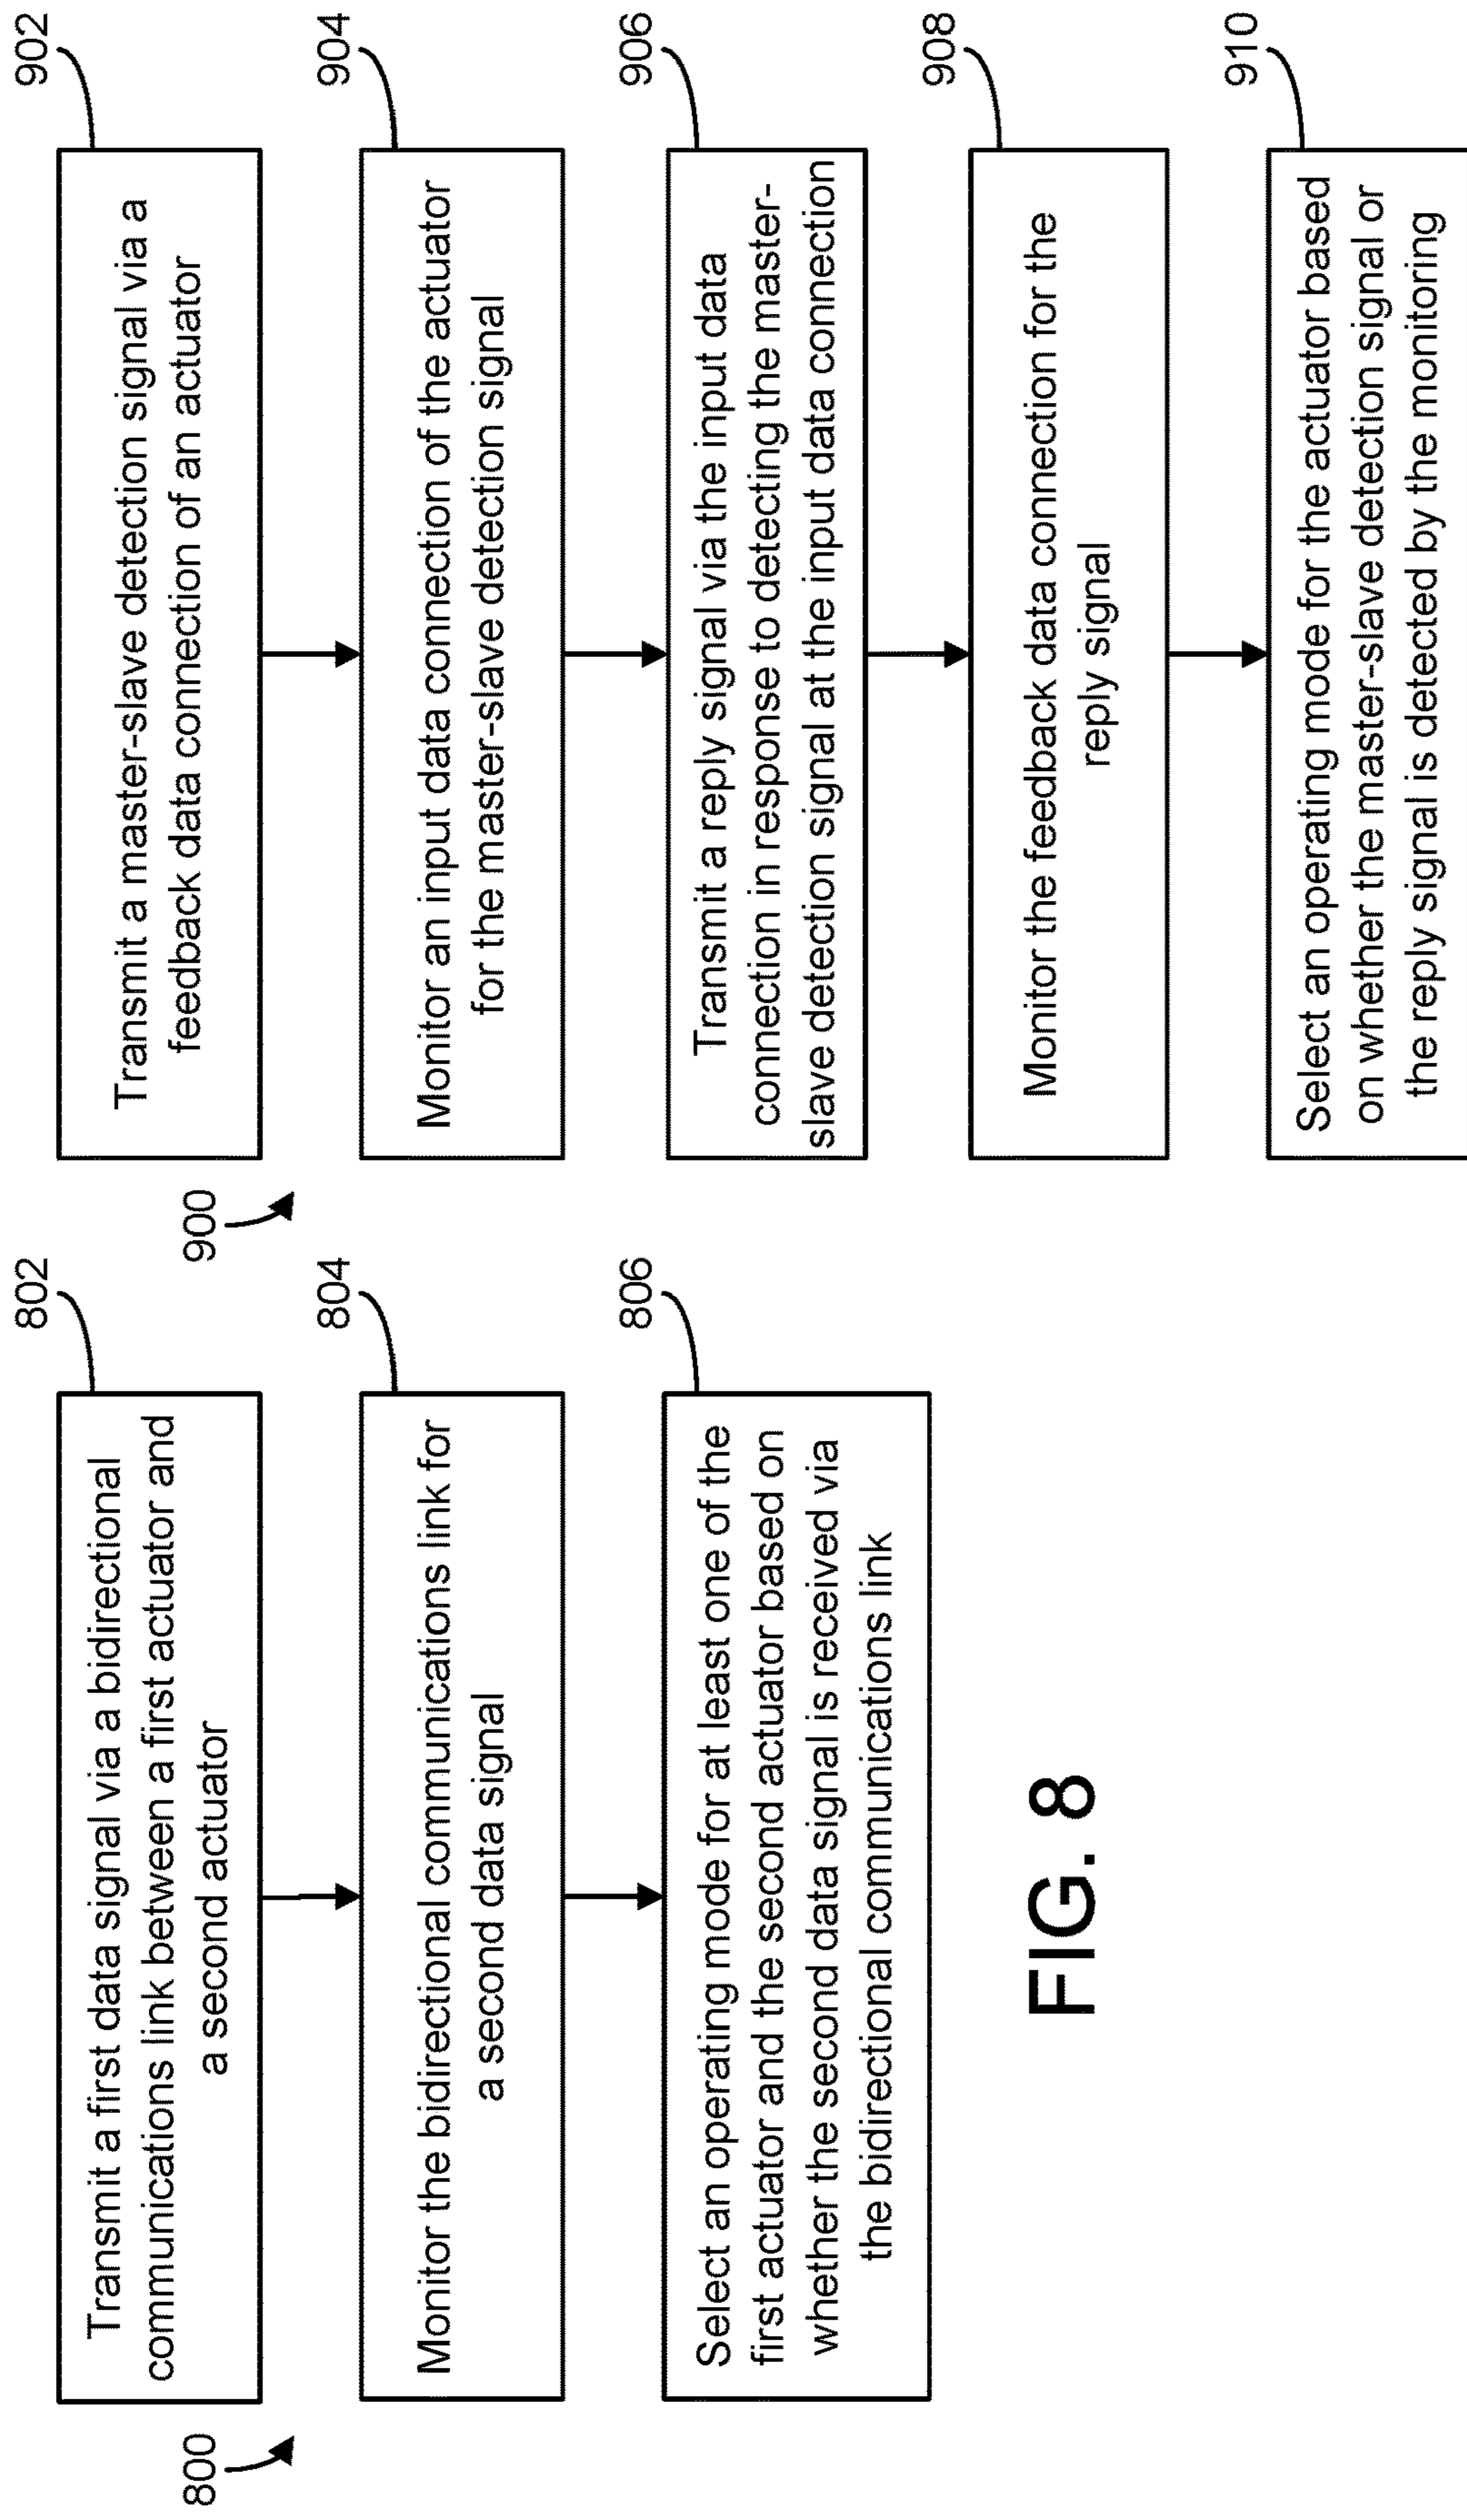 800
802
Transmit a first data signal via a bidirectional
communications link between a first actuator and
a second actuator
804
Monitor the bidirectional communications link for
a second data signal
806
Select an operating mode for at least one of the
first actuator and the second actuator based on
whether the second data signal is received via
the bidirectional communications link
FIG. 8
900
902
Transmit a master-slave detection signal via a
feedback data connection of an actuator
904
Monitor an input data connection of the actuator
for the master-slave detection signal
906
Transmit a reply signal via the input data
connection in response to detecting the master-
slave detection signal at the input data connection
908
Monitor the feedback data connection for the
reply signal
910
Select an operating mode for the actuator based
on whether the master-slave detection signal or
the reply signal is detected by the monitoring